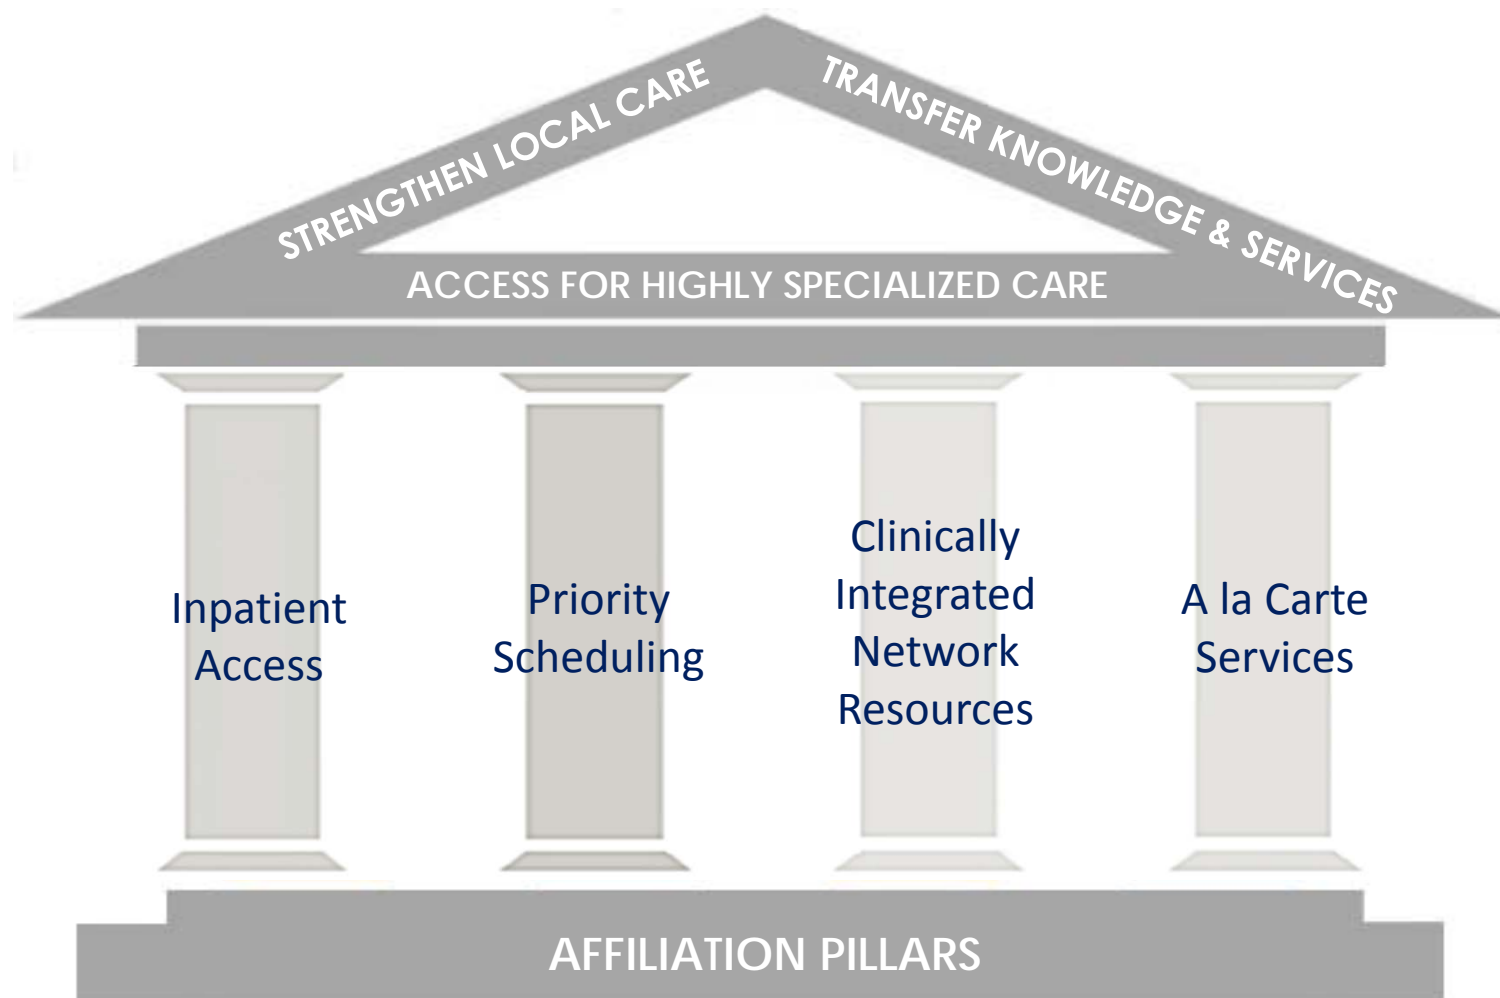 STRENGTHEN LOCAL CARE
TRANSFER KNOWLEDGE & SERVICES
ACCESS FOR HIGHLY SPECIALIZED CARE
Inpatient
Access
Priority
Scheduling
Clinically
Integrated
Network
Resources
A la Carte
Services
AFFILIATION PILLARS